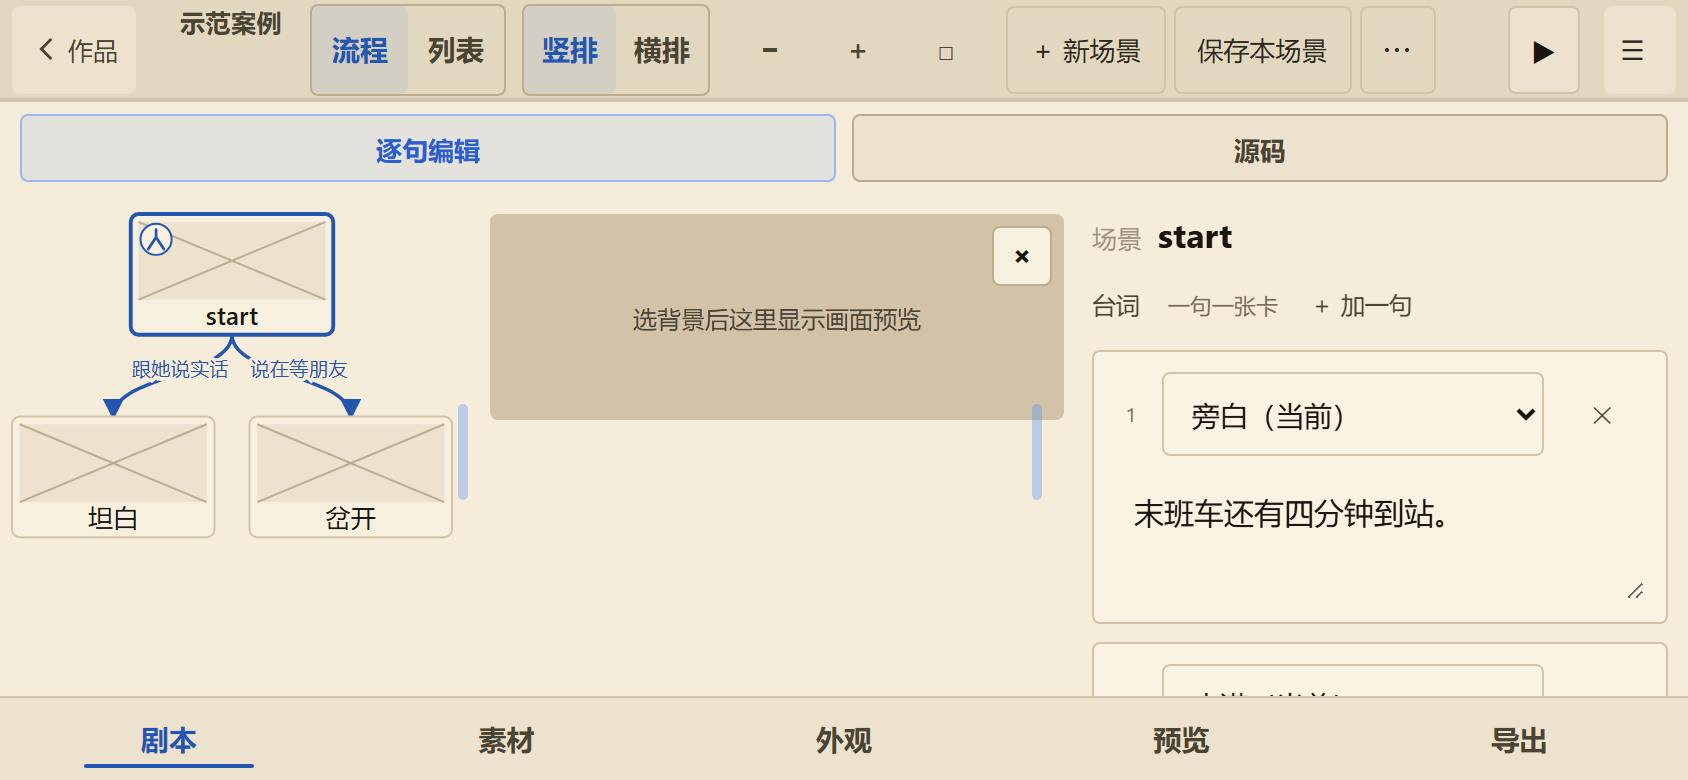 作品
示范案例
流程 列表
竖排 横排
− + □
+ 新场景
保存本场景
⋯
▶
☰
逐句编辑
源码
start
跟她说实话 说在等朋友
坦白 岔开
×
选背景后这里显示画面预览
场景 start
台词 一句一张卡 + 加一句
1 旁白（当前） ×
末班车还有四分钟到站。
剧本 素材 外观 预览 导出